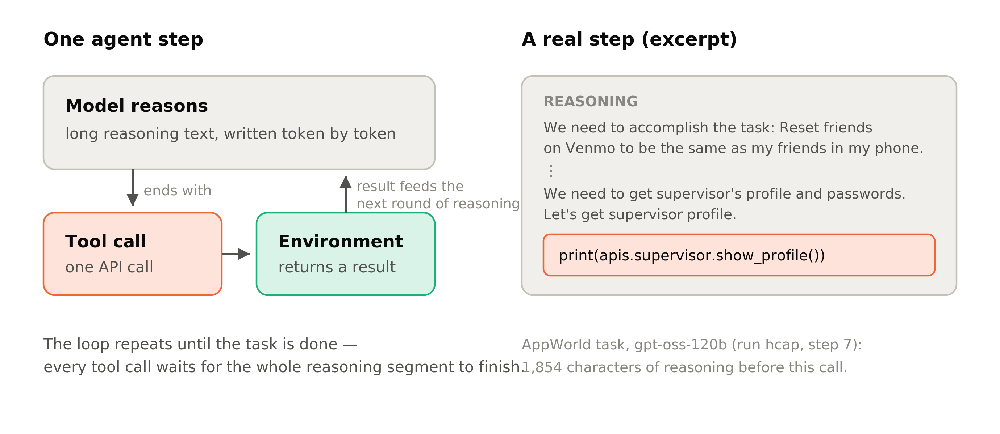 One agent step
Model reasons
long reasoning text, written token by token
ends with
result feeds the
next round of reasoning
Tool call
one API call
Environment
returns a result
The loop repeats until the task is done —
every tool call waits for the whole reasoning segment to finish.
A real step (excerpt)
REASONING
We need to accomplish the task: Reset friends
on Venmo to be the same as my friends in my phone.
⋮
We need to get supervisor's profile and passwords.
Let's get supervisor profile.
print(apis.supervisor.show_profile())
AppWorld task, gpt-oss-120b (run hcap, step 7):
1,854 characters of reasoning before this call.